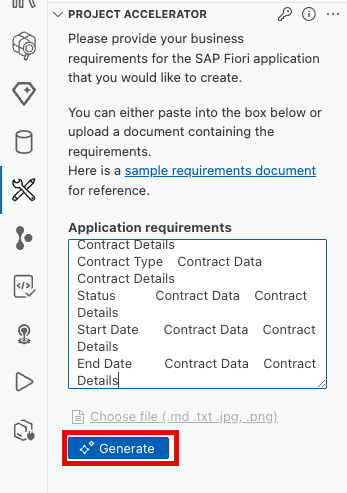 PROJECT ACCELERATOR
Please provide your business
requirements for the SAP Fiori application
that you would like to create.
You can either paste into the box below or
upload a document containing the
requirements.
Here is a sample requirements document
for reference.
Application requirements
Contract Details
Contract Type Contract Data
Contract Details
Status Contract Data Contract
Details
Start Date Contract Data Contract
Details
End Date Contract Data Contract
Details
Choose file (.md .txt .jpg, .png)
Generate